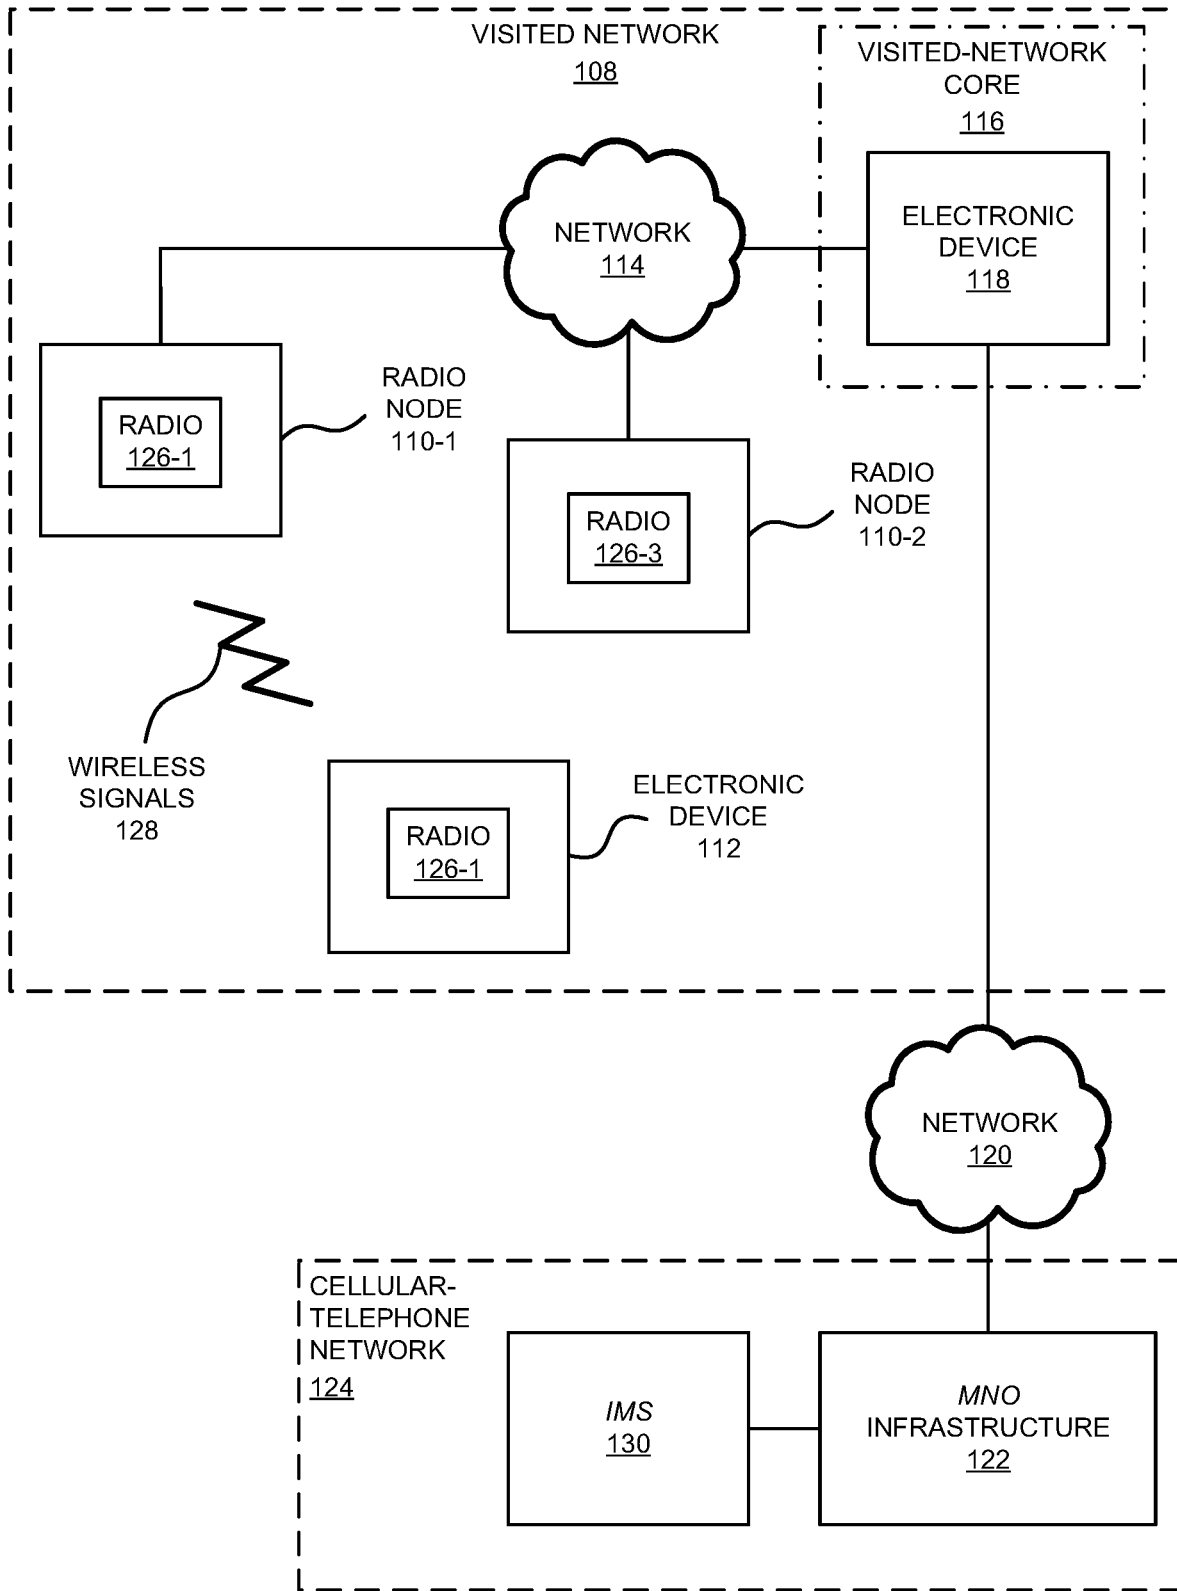 VISITED NETWORK
108
VISITED-NETWORK
CORE
116
ELECTRONIC
DEVICE
118
NETWORK
114
RADIO
NODE
110-1
RADIO
126-1
RADIO
NODE
110-2
RADIO
126-3
WIRELESS
SIGNALS
128
ELECTRONIC
DEVICE
112
RADIO
126-1
NETWORK
120
CELLULAR-
TELEPHONE
NETWORK
124
IMS
130
MNO
INFRASTRUCTURE
122